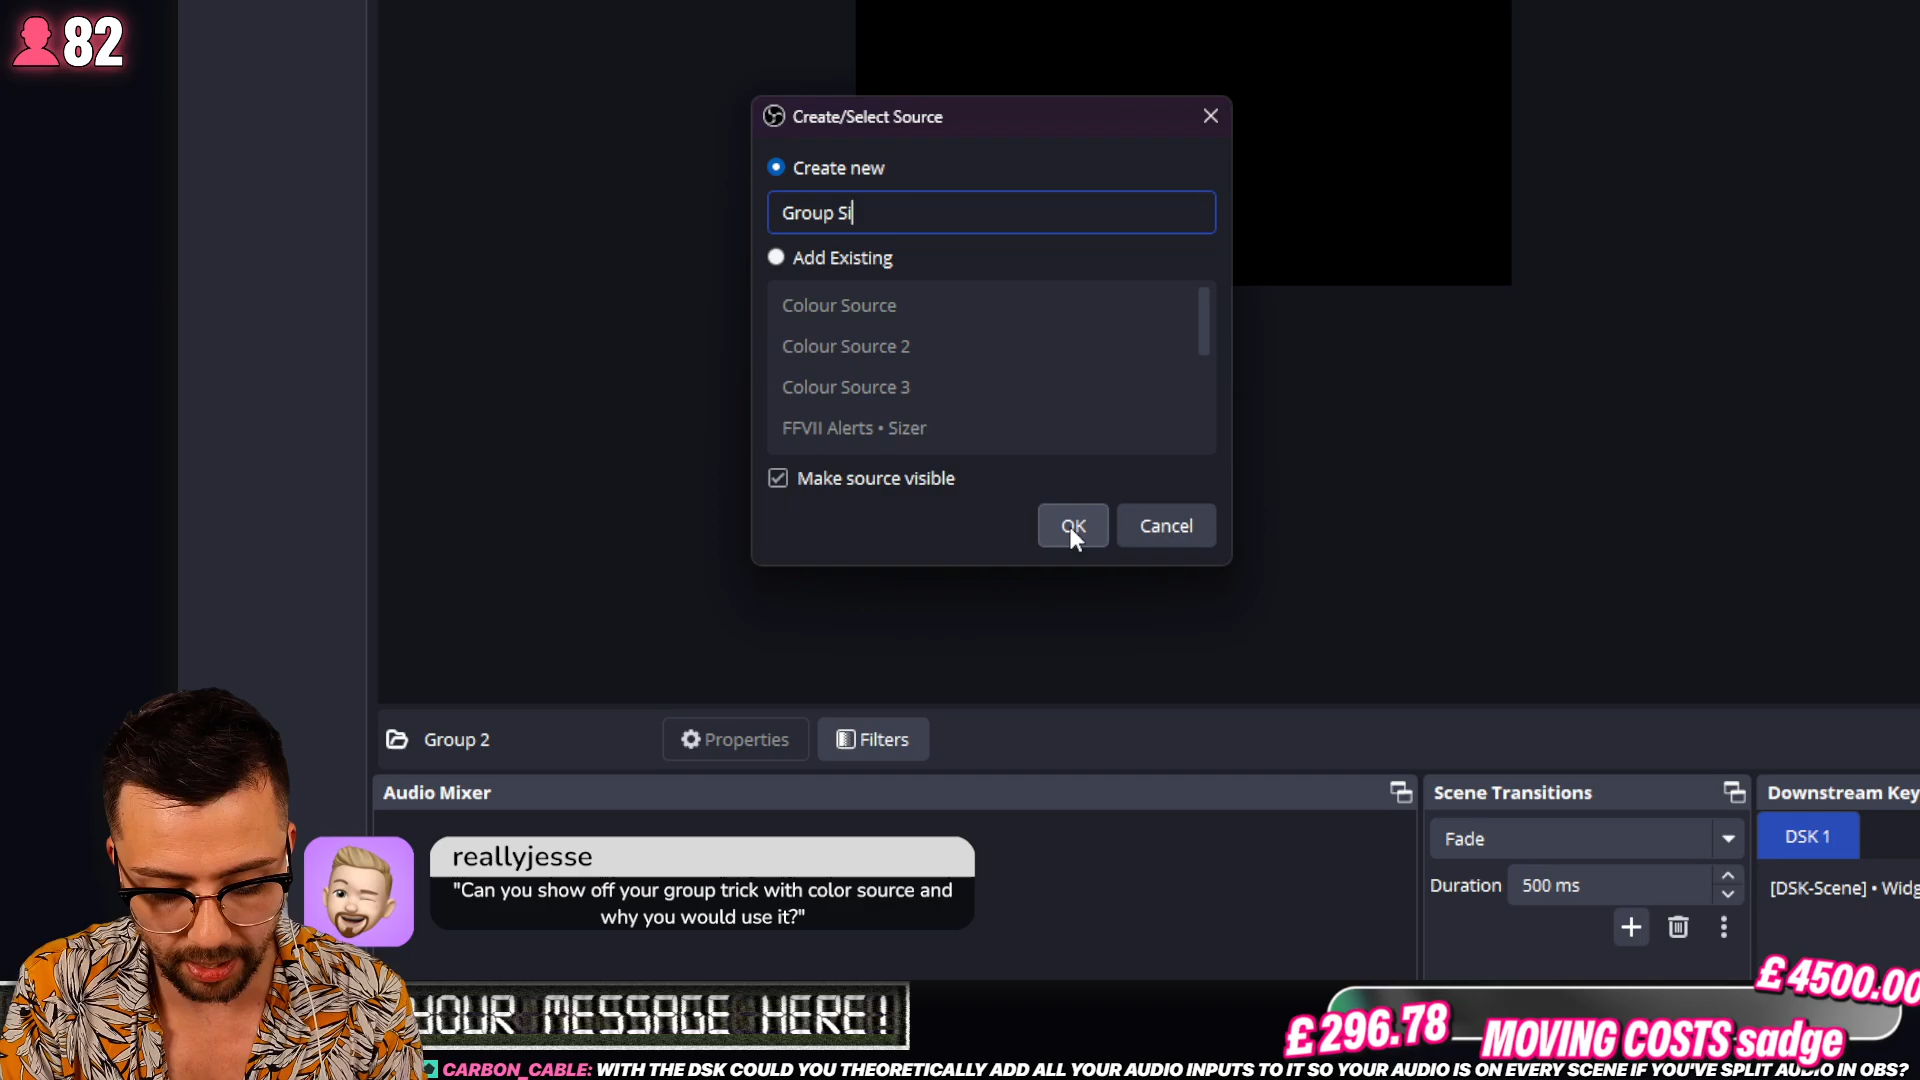 82
Create/Select Source
Create new
Group Si
Add Existing
Colour Source
Colour Source 2
Colour Source 3
FFVII Alerts • Sizer
Make source visible
OK
Cancel
Group 2
Properties
Filters
Audio Mixer
Scene Transitions
Downstream Key
Fade
DSK 1
Duration
500 ms
[DSK-Scene] • Widg
reallyjesse
"Can you show off your group trick with color source and
why you would use it?"
YOUR MESSAGE HERE!
£4500.00
£296.78
MOVING COSTS sadge
CARBON_CABLE: WITH THE DSK COULD YOU THEORETICALLY ADD ALL YOUR AUDIO INPUTS TO IT SO YOUR AUDIO IS ON EVERY SCENE IF YOU'VE SPLIT AUDIO IN OBS?